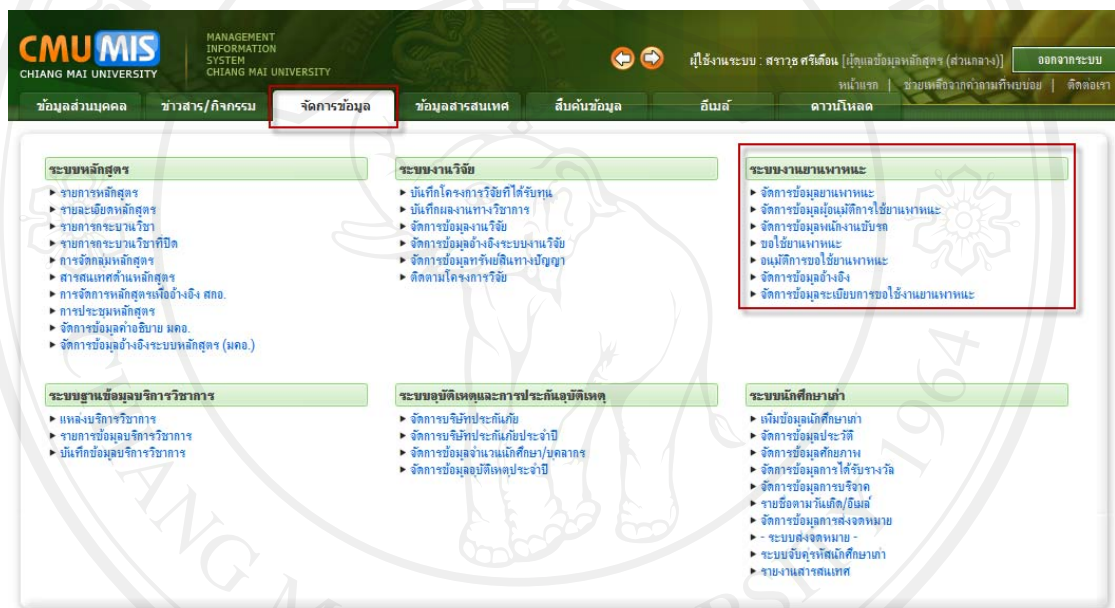 CMU MIS
CHIANG MAI UNIVERSITY
MANAGEMENT
INFORMATION
SYSTEM
CHIANG MAI UNIVERSITY
ผู้ใช้งานระบบ : สราวุธ ศรีเดือน [ผู้ดูแลข้อมูลหลักสูตร (ส่วนกลาง)]
ออกจากระบบ
หน้าแรก | ช่วยเหลือจากคำถามที่พบบ่อย | ติดต่อเรา
ข้อมูลส่วนบุคคล ข่าวสาร/กิจกรรม จัดการข้อมูล ข้อมูลสารสนเทศ สืบค้นข้อมูล อีเมล์ ดาวน์โหลด
ระบบหลักสูตร
รายการหลักสูตร
รายละเอียดหลักสูตร
รายการกระบวนวิชา
รายการกระบวนวิชาที่ปิด
การจัดกลุ่มหลักสูตร
สารสนเทศด้านหลักสูตร
การจัดการหลักสูตรเพื่ออ้างอิง สกอ.
การประชุมหลักสูตร
จัดการข้อมูลคำอธิบาย มคอ.
จัดการข้อมูลอ้างอิงระบบหลักสูตร (มคอ.)
ระบบงานวิจัย
บันทึกโครงการวิจัยที่ได้รับทุน
บันทึกผลงานทางวิชาการ
จัดการข้อมูลงานวิจัย
จัดการข้อมูลอ้างอิงระบบงานวิจัย
จัดการข้อมูลทรัพย์สินทางปัญญา
ติดตามโครงการวิจัย
ระบบงานยานพาหนะ
จัดการข้อมูลยานพาหนะ
จัดการข้อมูลผู้อนุมัติการใช้ยานพาหนะ
จัดการข้อมูลพนักงานขับรถ
ขอใช้ยานพาหนะ
อนุมัติการขอใช้ยานพาหนะ
จัดการข้อมูลอ้างอิง
จัดการข้อมูลระเบียบการขอใช้งานยานพาหนะ
ระบบฐานข้อมูลบริการวิชาการ
แหล่งบริการวิชาการ
รายการข้อมูลบริการวิชาการ
บันทึกข้อมูลบริการวิชาการ
ระบบอุบัติเหตุและการประกันอุบัติเหตุ
จัดการบริษัทประกันภัย
จัดการบริษัทประกันภัยประจำปี
จัดการข้อมูลจำนวนนักศึกษา/บุคลากร
จัดการข้อมูลอุบัติเหตุประจำปี
ระบบนักศึกษาเก่า
เพิ่มข้อมูลนักศึกษาเก่า
จัดการข้อมูลประวัติ
จัดการข้อมูลศักยภาพ
จัดการข้อมูลการได้รับรางวัล
จัดการข้อมูลการบริจาค
รายชื่อตามวันเกิด/อีเมล์
จัดการข้อมูลการส่งจดหมาย
- ระบบส่งจดหมาย -
ระบบจับคู่รหัสนักศึกษาเก่า
รายงานสารสนเทศ